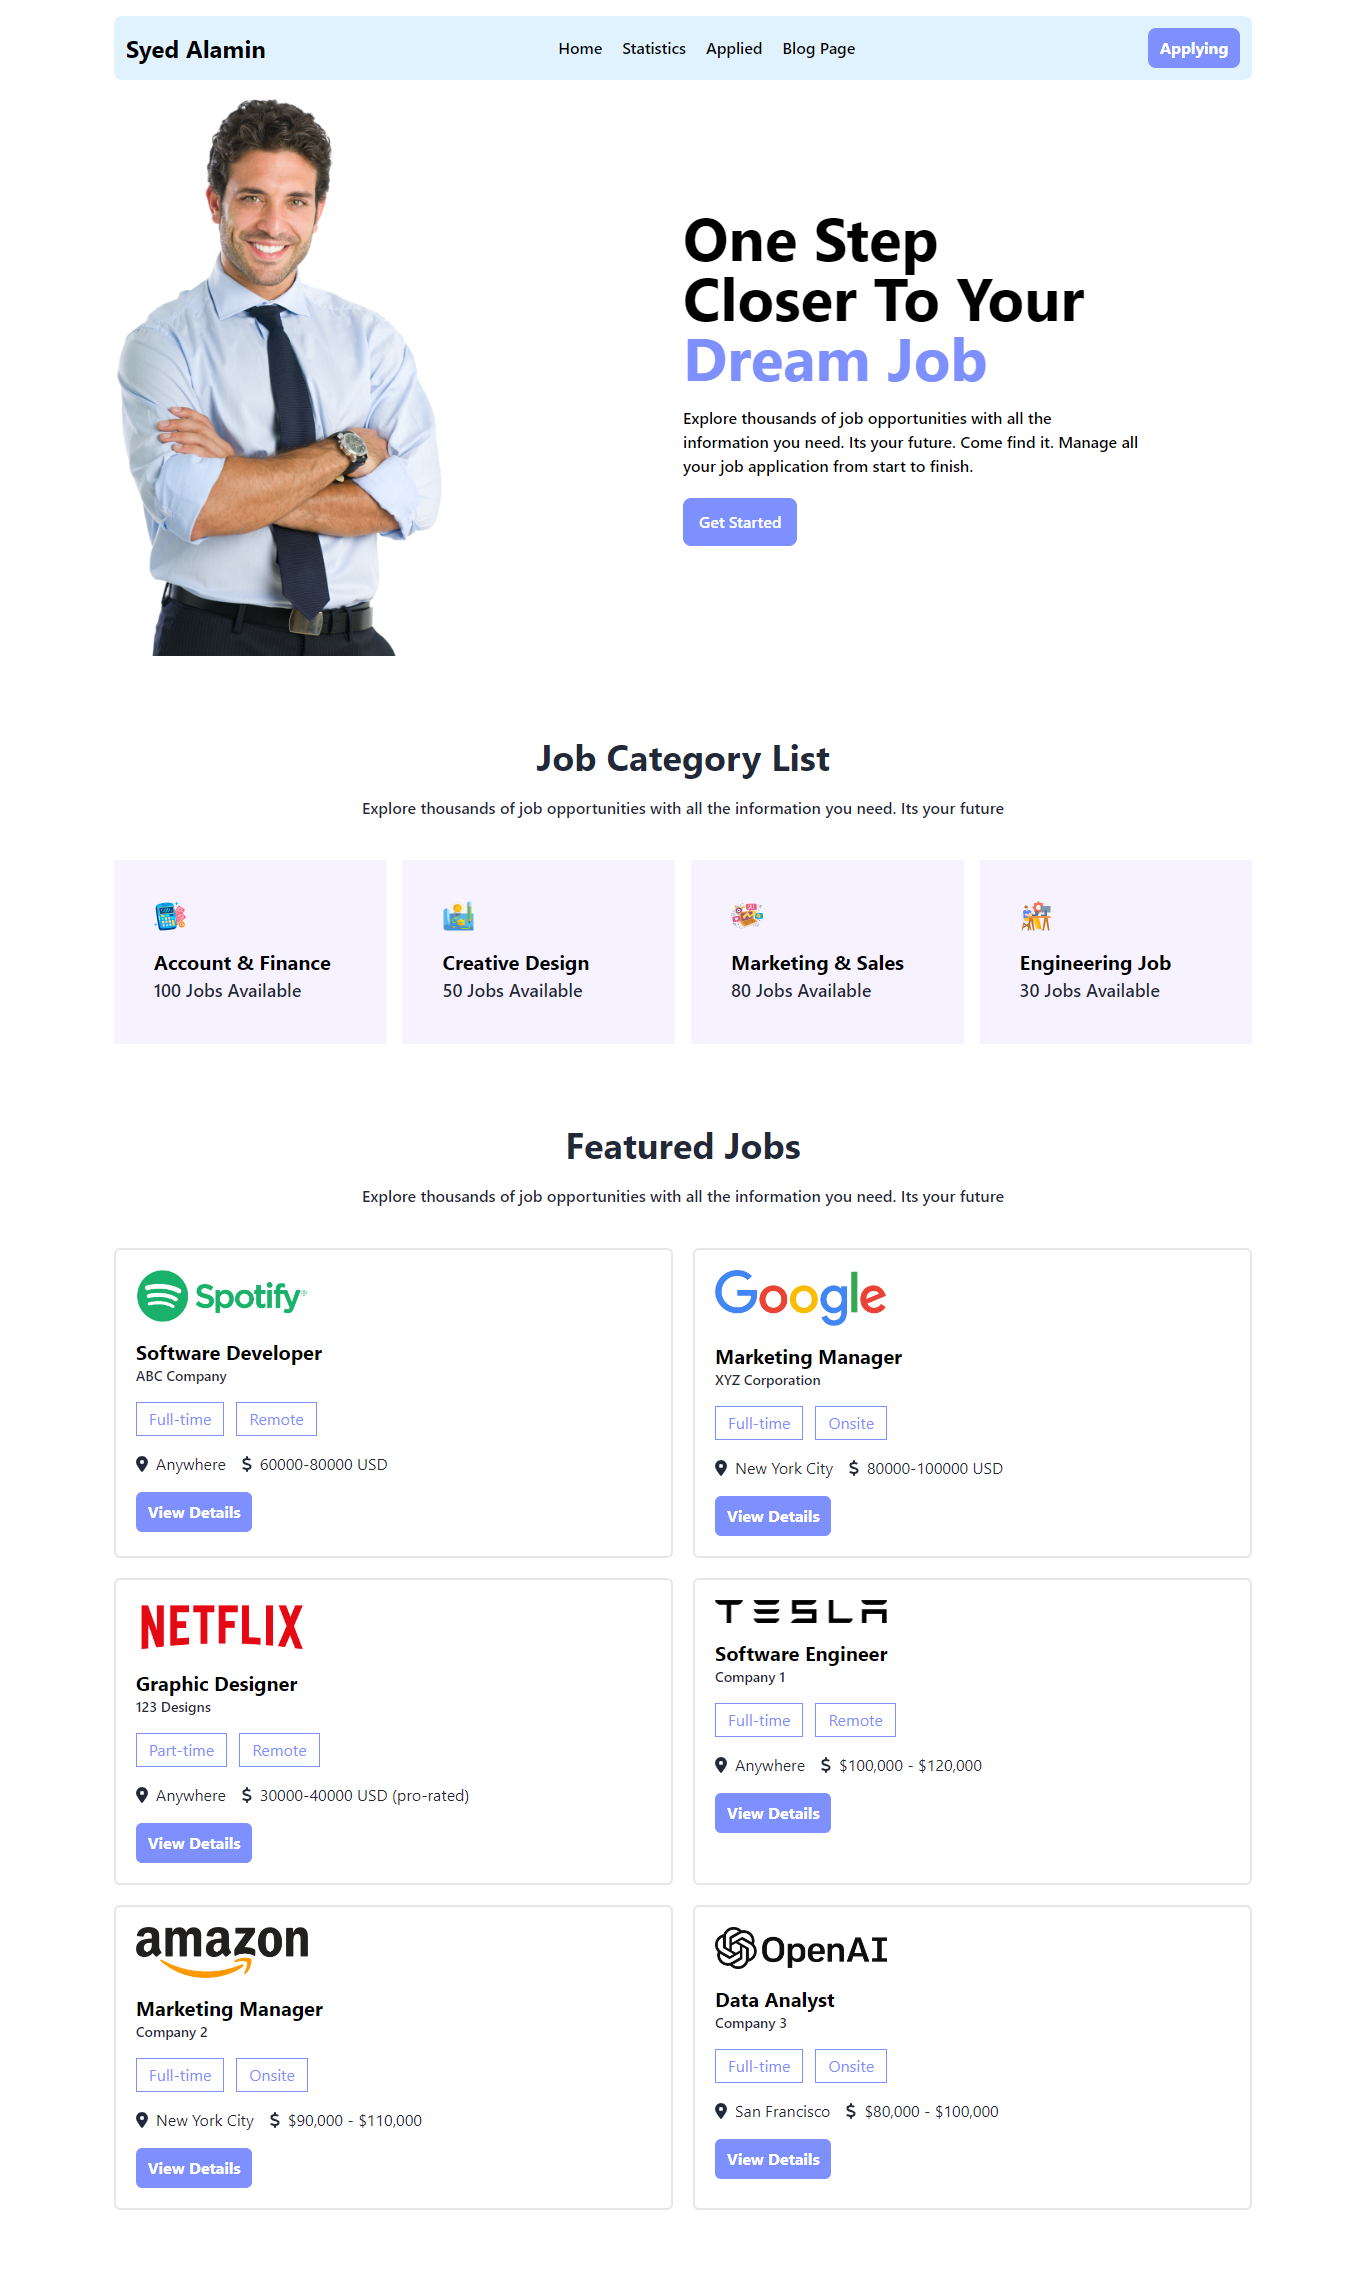 Syed Alamin
Home Statistics Applied Blog Page
Applying
One Step
Closer To Your
Dream Job
Explore thousands of job opportunities with all the
information you need. Its your future. Come find it. Manage all
your job application from start to finish.
Get Started
Job Category List
Explore thousands of job opportunities with all the information you need. Its your future
Account & Finance
100 Jobs Available
Creative Design
50 Jobs Available
Marketing & Sales
80 Jobs Available
Engineering Job
30 Jobs Available
Featured Jobs
Explore thousands of job opportunities with all the information you need. Its your future
Spotify®
Software Developer
ABC Company
Full-time Remote
Anywhere $ 60000-80000 USD
View Details
Google
Marketing Manager
XYZ Corporation
Full-time Onsite
New York City $ 80000-100000 USD
View Details
NETFLIX
Graphic Designer
123 Designs
Part-time Remote
Anywhere $ 30000-40000 USD (pro-rated)
View Details
TESLA
Software Engineer
Company 1
Full-time Remote
Anywhere $ $100,000 - $120,000
View Details
amazon
Marketing Manager
Company 2
Full-time Onsite
New York City $ $90,000 - $110,000
View Details
OpenAI
Data Analyst
Company 3
Full-time Onsite
San Francisco $ $80,000 - $100,000
View Details